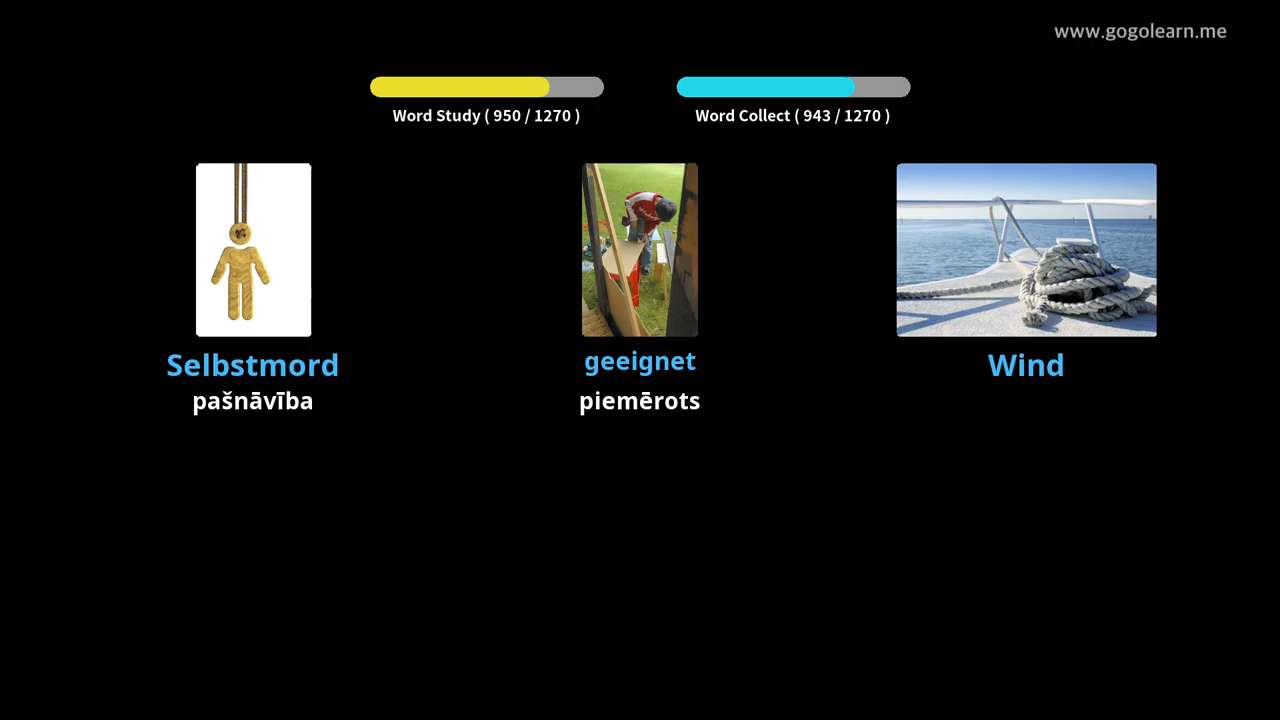 www.gogolearn.me
Word Study ( 950 / 1270 )
Word Collect ( 943 / 1270 )
Selbstmord
pašnāvība
geeignet
piemērots
Wind